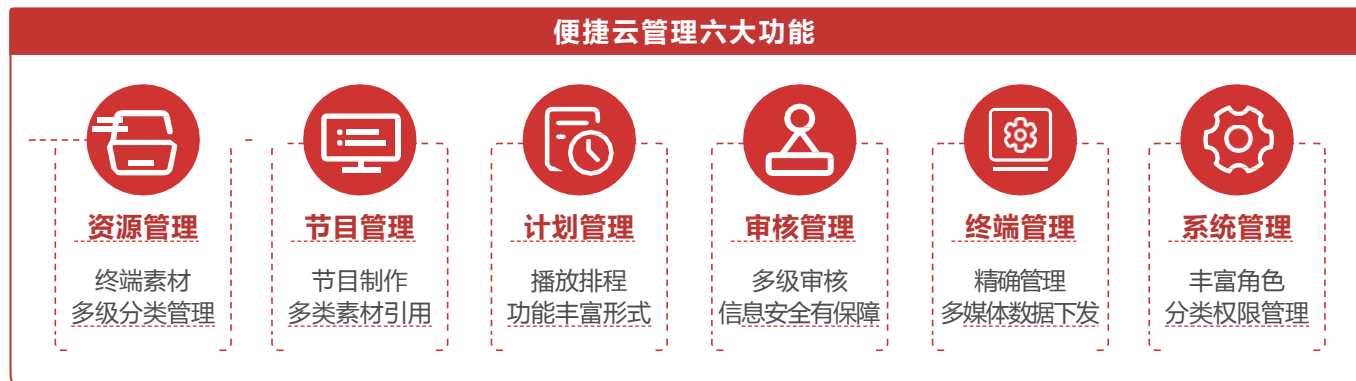 便捷云管理六大功能
资源管理
终端素材
多级分类管理
节目管理
节目制作
多类素材引用
计划管理
播放排程
功能丰富形式
审核管理
多级审核
信息安全有保障
终端管理
精确管理
多媒体数据下发
系统管理
丰富角色
分类权限管理